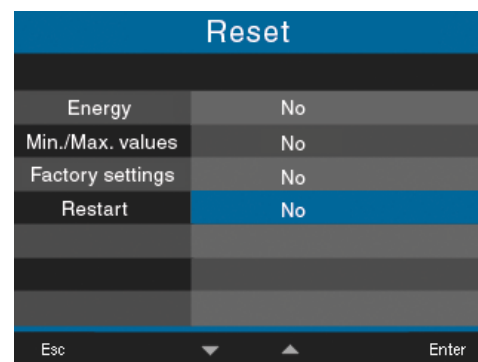 Reset
Energy No
Min./Max. values No
Factory settings No
Restart No
Esc Enter